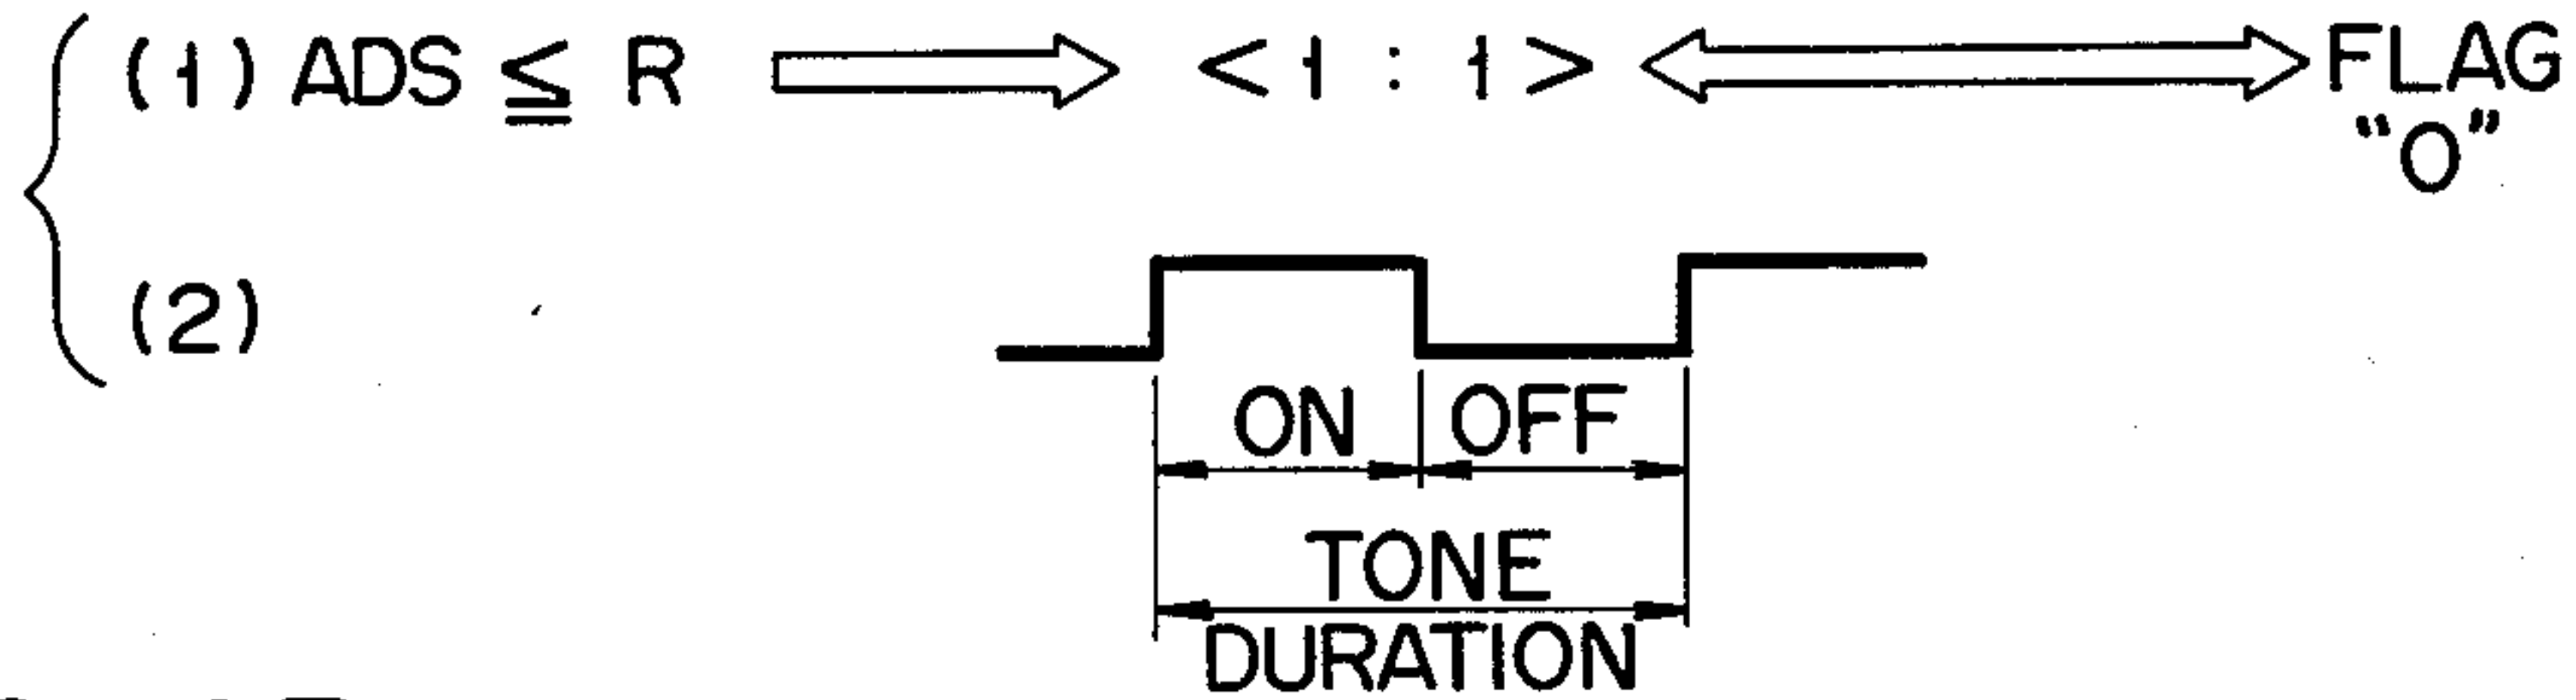 (1) ADS ≦ R <1:1> FLAG
"0"
(2)
ON OFF
TONE
DURATION